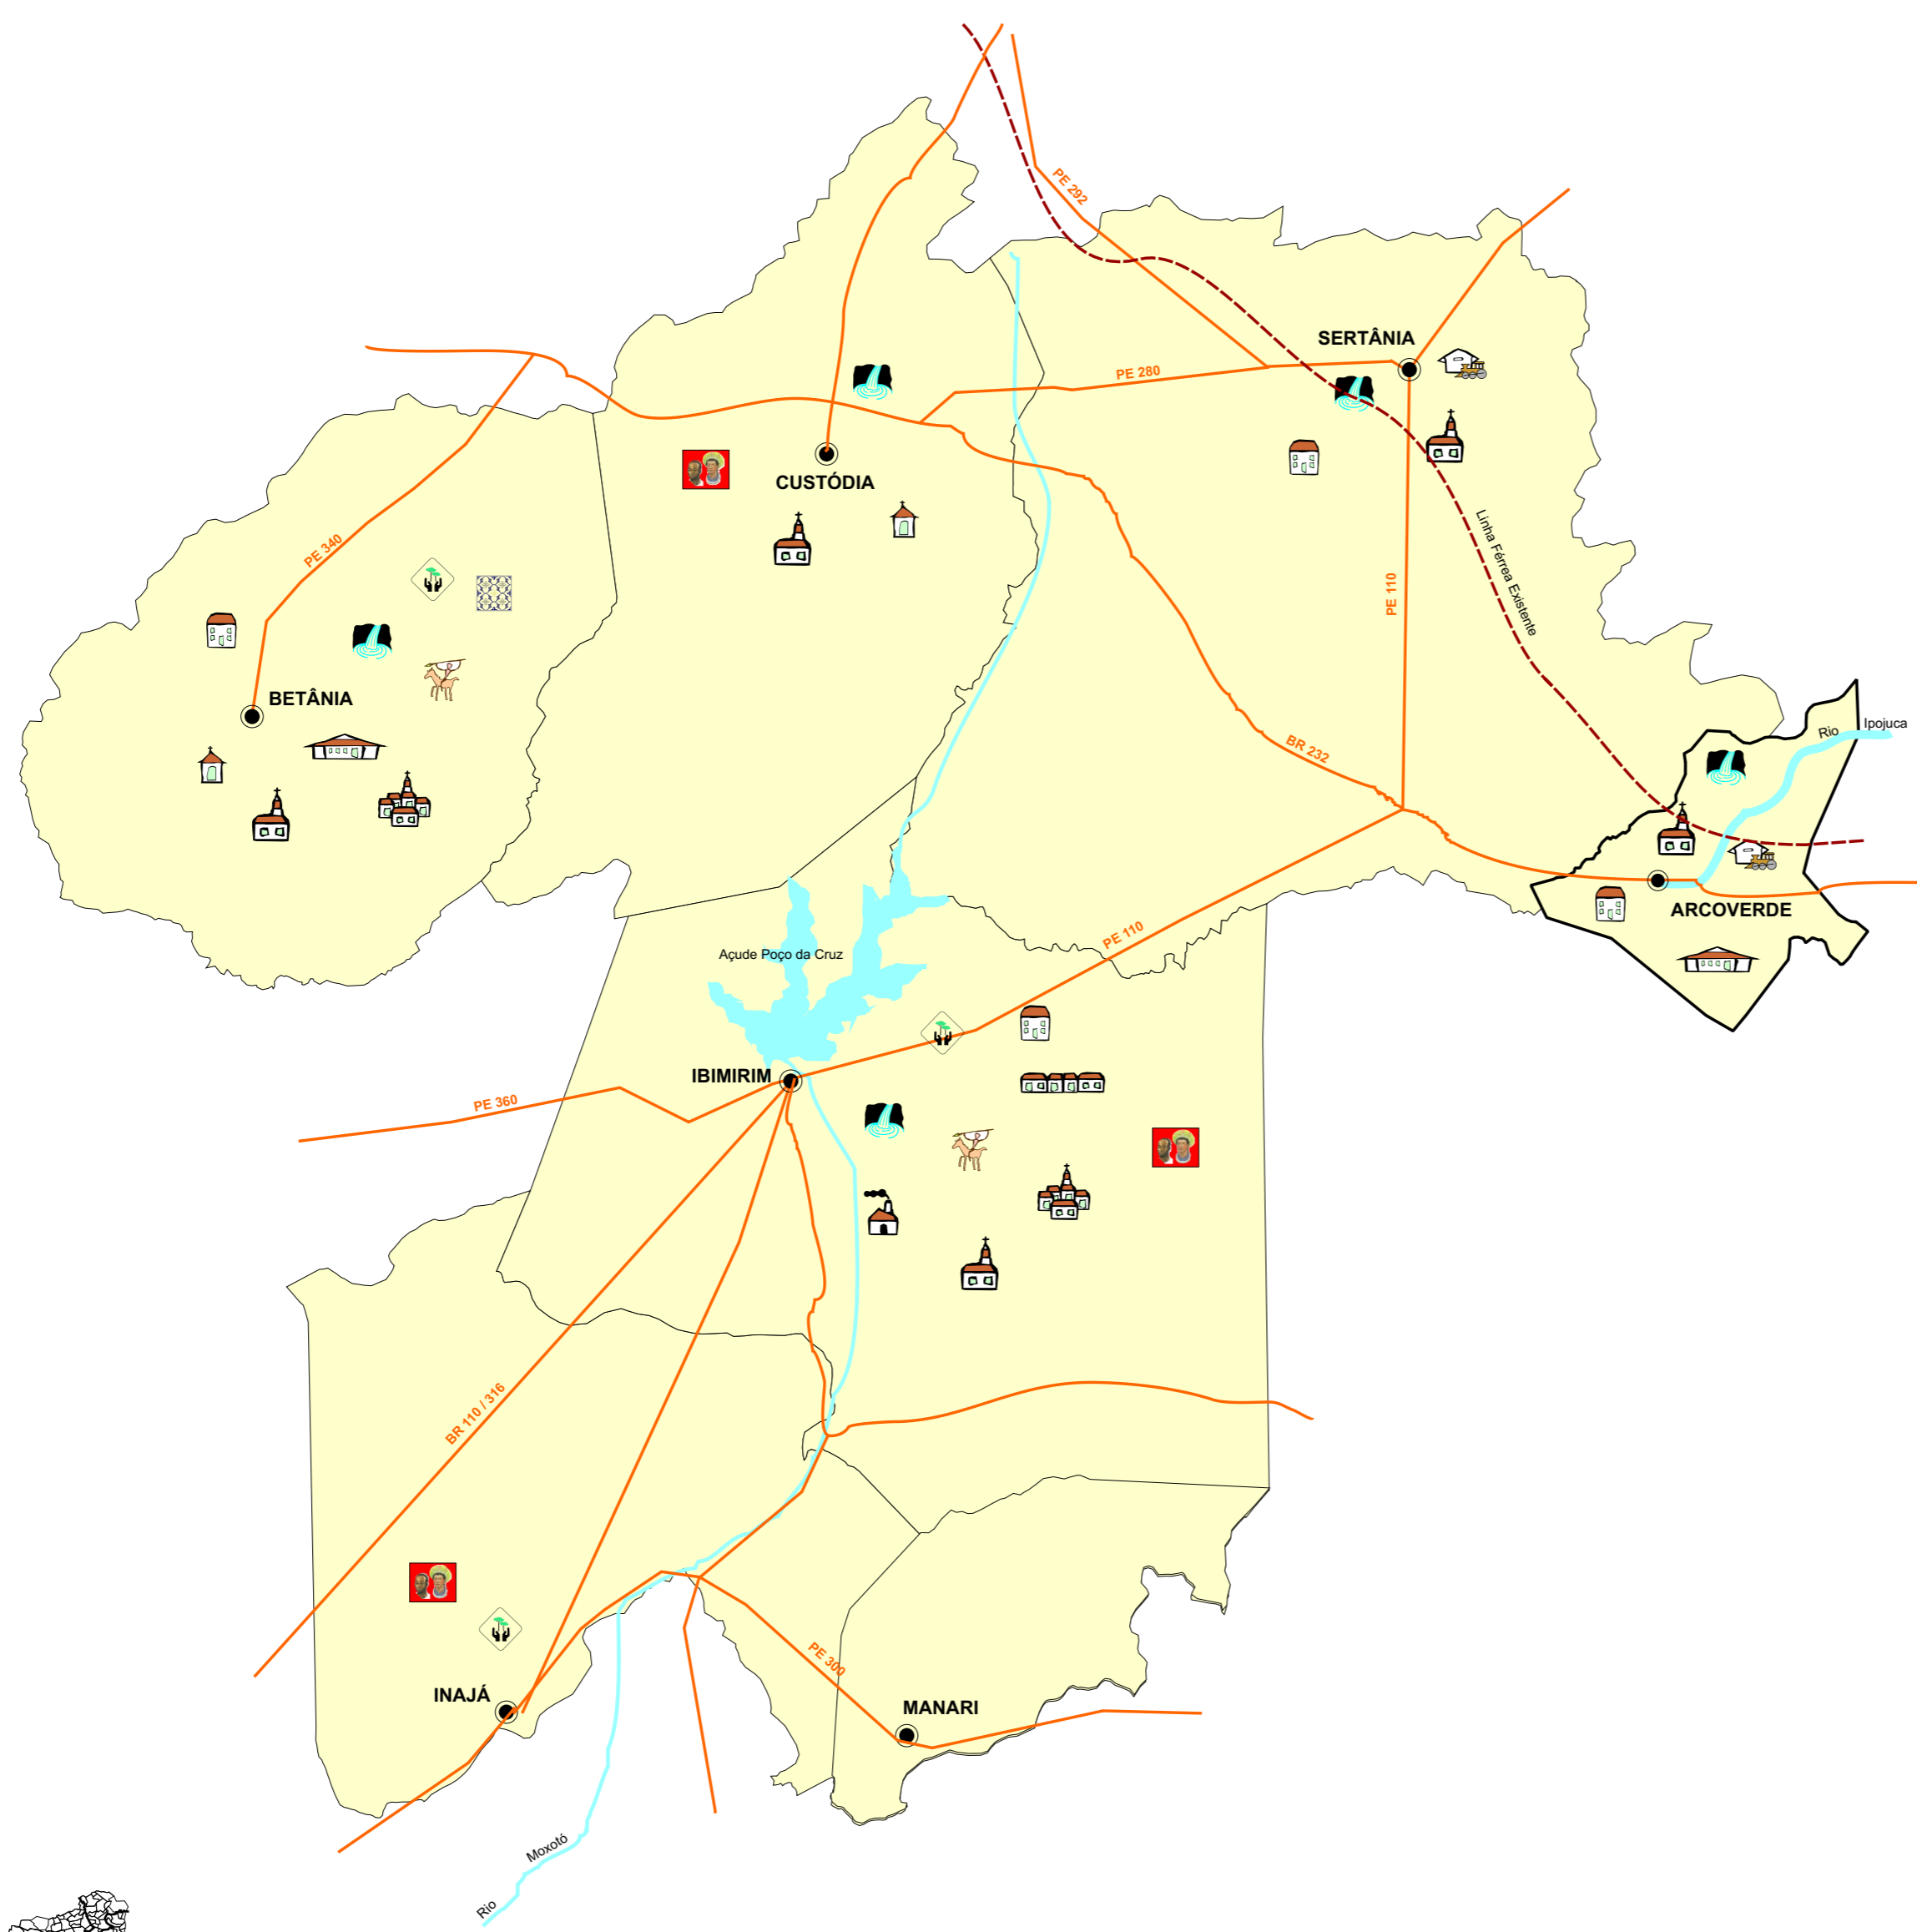 PE 292
SERTÂNIA
PE 280
CUSTÓDIA
PE 340
PE 110
Linha Férrea Existente
BETÂNIA
Rio
Ipojuca
BR 232
ARCOVERDE
PE 110
Açude Poço da Cruz
IBIMIRIM
PE 360
BR 110 / 316
PE 300
INAJÁ
MANARI
Rio
Moxotó